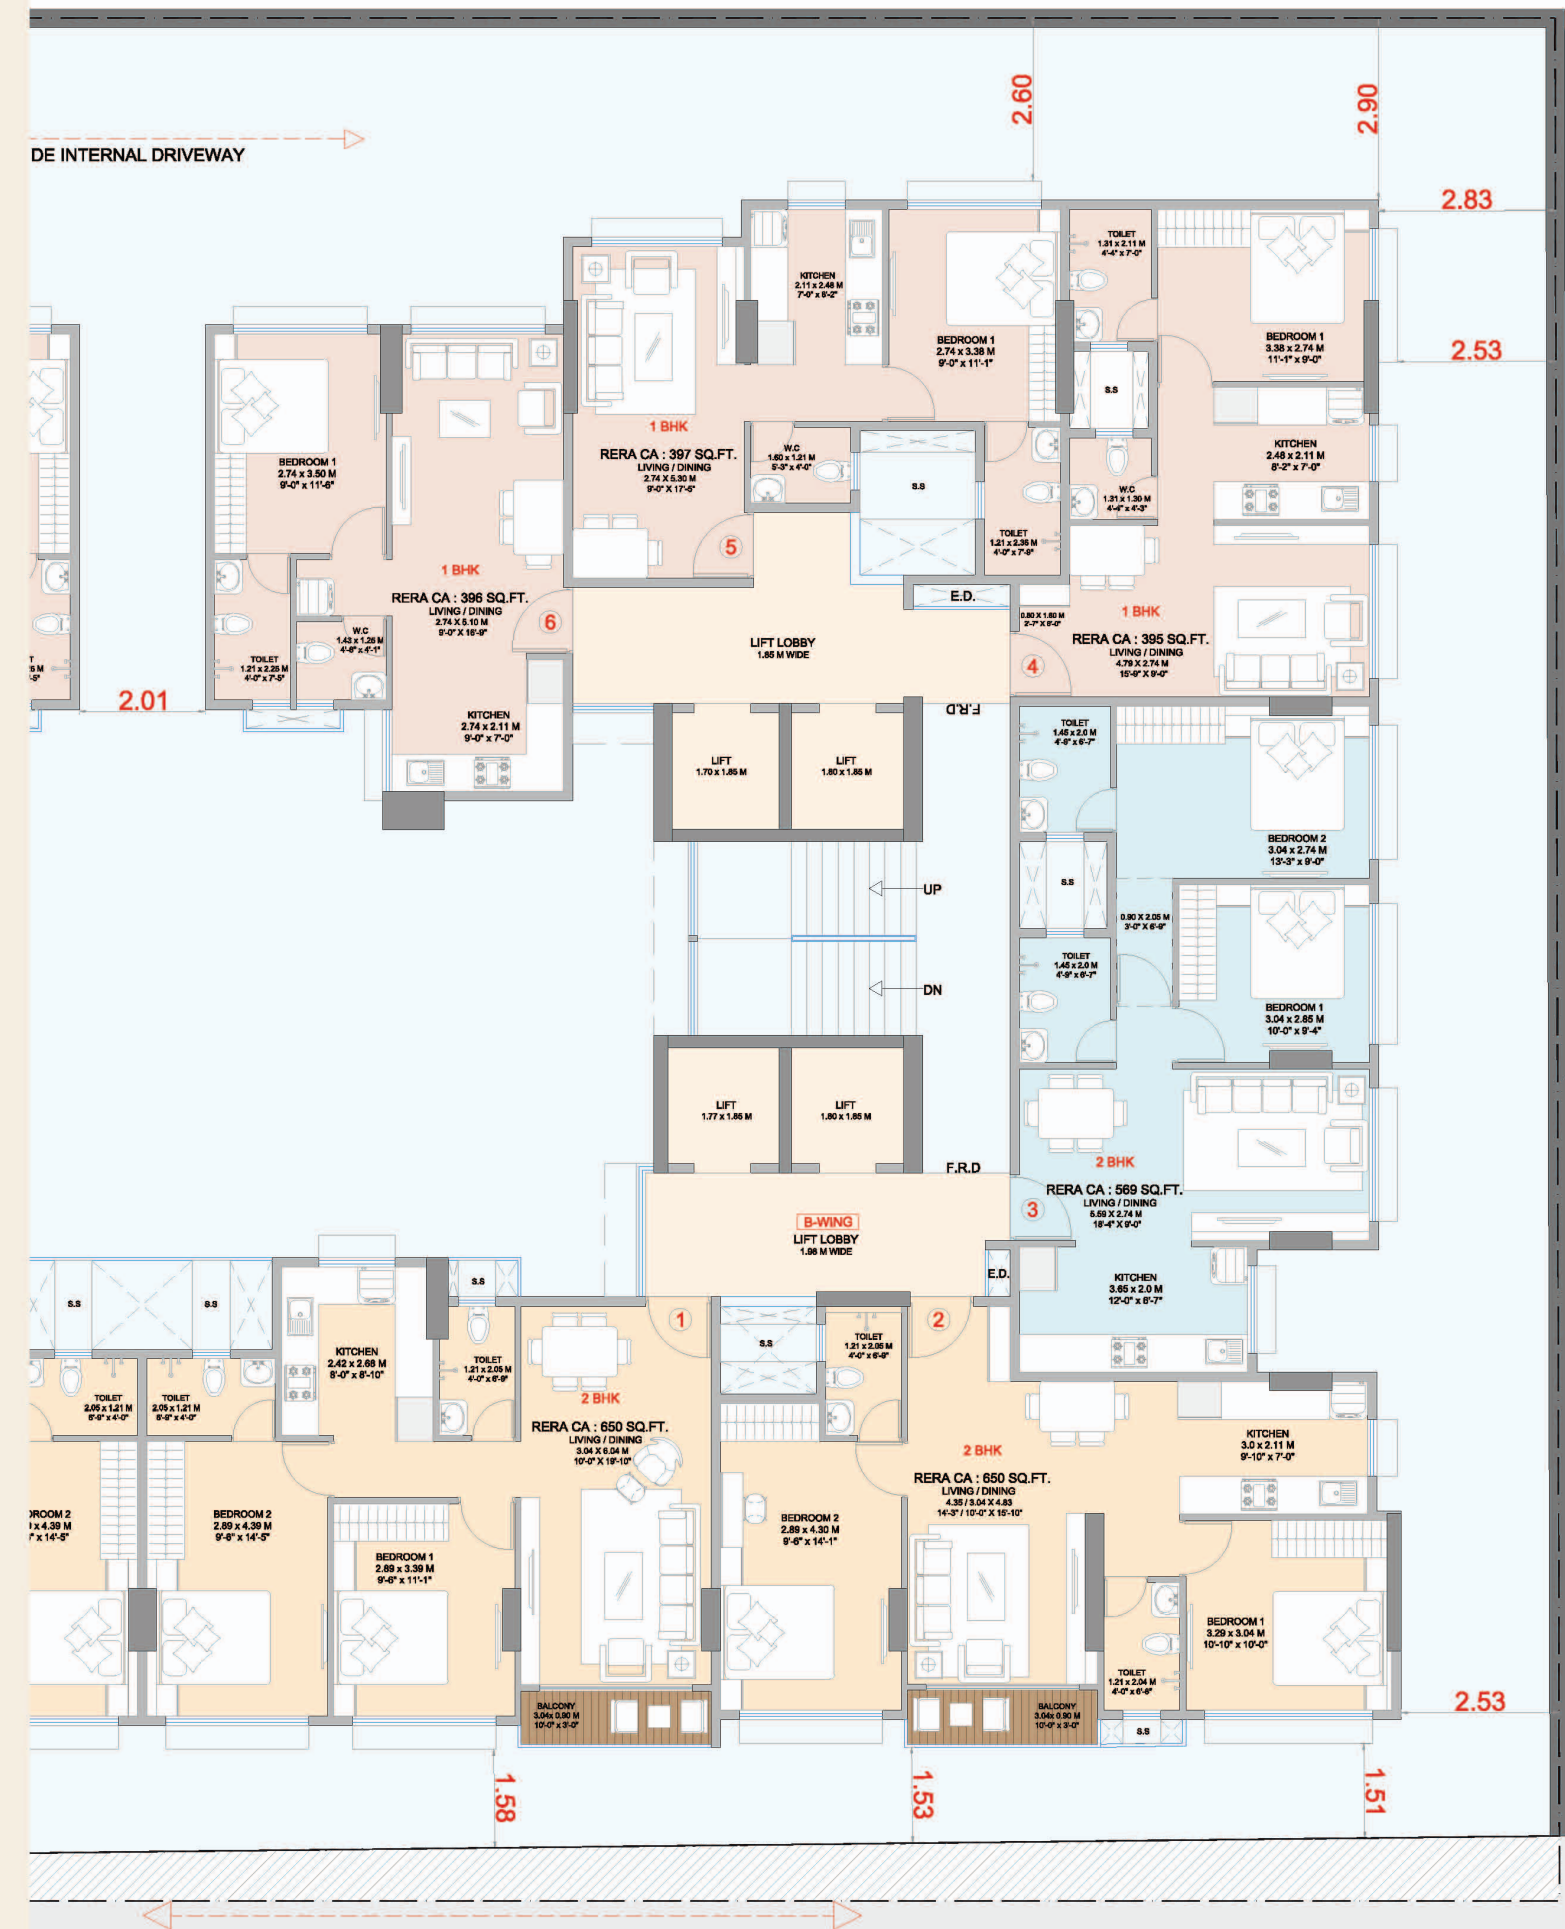 2.60
2.90
DE INTERNAL DRIVEWAY
2.83
2.53
TOILET
1.31 x 2.11 M
4'-4" x 7'-0"
BEDROOM 1
3.38 x 2.74 M
11'-1" x 9'-0"
KITCHEN
2.11 x 2.48 M
7'-0" x 8'-2"
BEDROOM 1
2.74 x 3.38 M
9'-0" x 11'-1"
S.S
1 BHK
RERA CA : 397 SQ.FT.
LIVING / DINING
2.74 X 5.30 M
9'-0" X 17'-5"
W.C
1.60 x 1.21 M
5'-3" x 4'-0"
S.S
KITCHEN
2.48 x 2.11 M
8'-2" x 7'-0"
W.C
1.31 x 1.30 M
4'-4" x 4'-3"
BEDROOM 1
2.74 x 3.50 M
9'-0" x 11'-6"
TOILET
1.21 x 2.35 M
4'-0" x 7'-9"
5
1 BHK
RERA CA : 396 SQ.FT.
LIVING / DINING
2.74 X 5.10 M
9'-0" X 16'-9"
6
E.D.
0.80 X 1.80 M
1 BHK
RERA CA : 395 SQ.FT.
LIVING / DINING
4.79 X 2.74 M
15'-9" X 9'-0"
4
LIFT LOBBY
1.85 M WIDE
W.C
1.43 x 1.25 M
4'-8" x 4'-1"
TOILET
1.21 x 2.25 M
4'-0" x 7'-5"
2.01
KITCHEN
2.74 x 2.11 M
9'-0" x 7'-0"
F.R.D
LIFT
1.70 x 1.85 M
LIFT
1.80 x 1.85 M
TOILET
1.45 x 2.0 M
4'-9" x 6'-7"
BEDROOM 2
3.04 x 2.74 M
13'-3" x 9'-0"
S.S
UP
0.90 X 2.05 M
3'-0" X 6'-9"
TOILET
1.45 x 2.0 M
4'-9" x 6'-7"
DN
BEDROOM 1
3.04 x 2.85 M
10'-0" x 9'-4"
LIFT
1.77 x 1.85 M
LIFT
1.80 x 1.85 M
F.R.D
2 BHK
RERA CA : 569 SQ.FT.
LIVING / DINING
5.59 X 2.74 M
18'-4" X 9'-0"
3
B-WING
LIFT LOBBY
1.98 M WIDE
E.D.
KITCHEN
3.65 x 2.0 M
12'-0" x 6'-7"
S.S
S.S
S.S
1
2
KITCHEN
2.42 x 2.68 M
8'-0" x 8'-10"
TOILET
1.21 x 2.05 M
4'-0" x 6'-9"
S.S
TOILET
1.21 x 2.05 M
4'-0" x 6'-9"
TOILET
2.05 x 1.21 M
6'-9" x 4'-0"
TOILET
2.05 x 1.21 M
6'-9" x 4'-0"
2 BHK
RERA CA : 650 SQ.FT.
LIVING / DINING
3.04 X 6.04 M
10'-0" X 19'-10"
2 BHK
RERA CA : 650 SQ.FT.
LIVING / DINING
4.35 / 3.04 X 4.83
14'-3" / 10'-0" X 15'-10"
KITCHEN
3.0 x 2.11 M
9'-10" x 7'-0"
DROOM 2
x 4.39 M
x 14'-5"
BEDROOM 2
2.89 x 4.39 M
9'-6" x 14'-5"
BEDROOM 1
2.89 x 3.39 M
9'-6" x 11'-1"
BEDROOM 2
2.89 x 4.30 M
9'-6" x 14'-1"
BEDROOM 1
3.29 x 3.04 M
10'-10" x 10'-0"
TOILET
1.21 x 2.04 M
4'-0" x 6'-8"
BALCONY
3.04x 0.90 M
10'-0" x 3'-0"
BALCONY
3.04x 0.90 M
10'-0" x 3'-0"
S.S
2.53
1.58
1.53
1.51